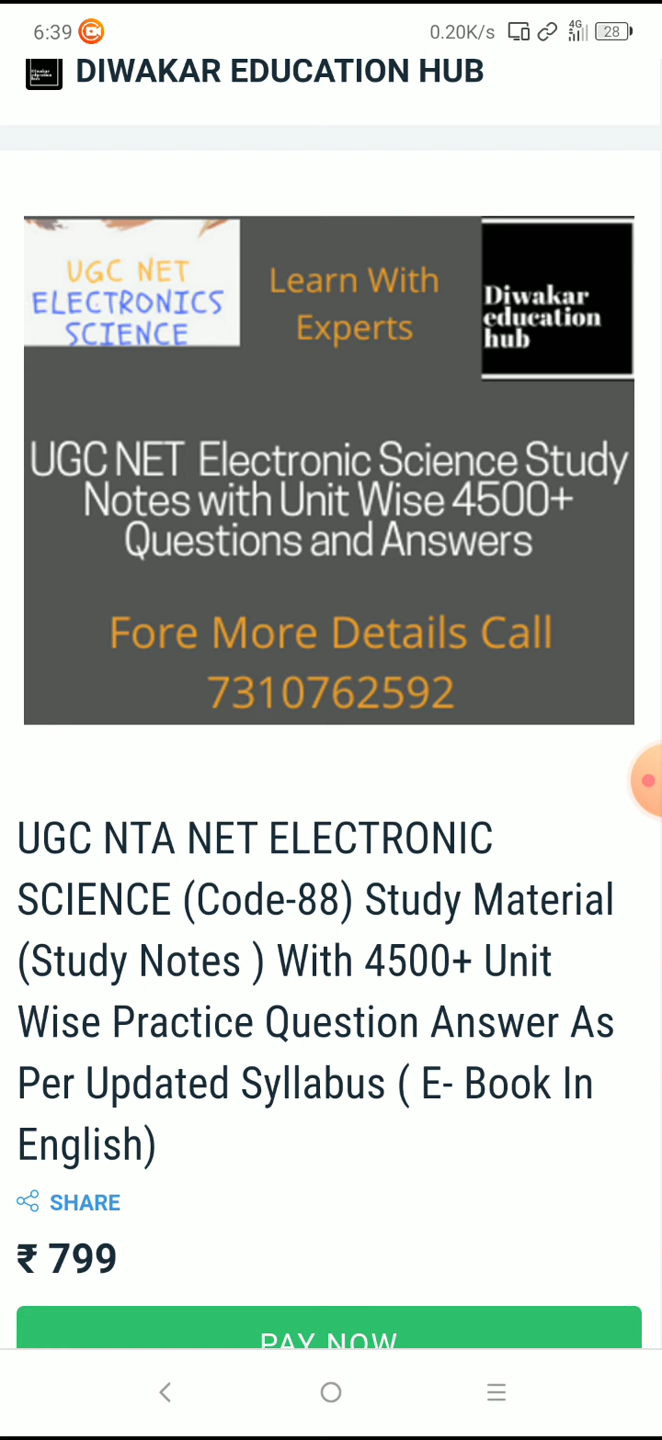 6:39
0.20K/s
4G
28
DIWAKAR EDUCATION HUB
UGC NET
ELECTRONICS
SCIENCE
Learn With
Experts
Diwakar
education
hub
UGC NET Electronic Science Study
Notes with Unit Wise 4500+
Questions and Answers
Fore More Details Call
7310762592
UGC NTA NET ELECTRONIC
SCIENCE (Code-88) Study Material
(Study Notes ) With 4500+ Unit
Wise Practice Question Answer As
Per Updated Syllabus ( E- Book In
English)
SHARE
₹ 799
PAY NOW